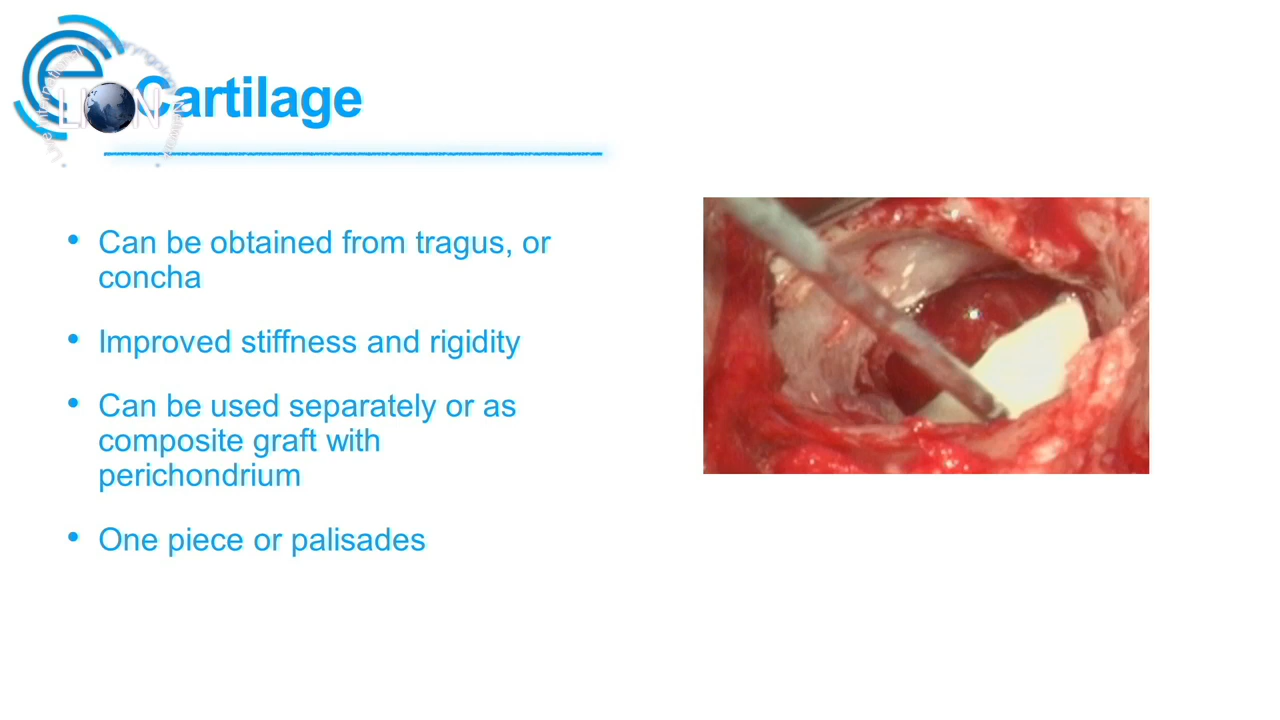 Cartilage
LION
Can be obtained from tragus, or
concha
Improved stiffness and rigidity
Can be used separately or as
composite graft with
perichondrium
One piece or palisades